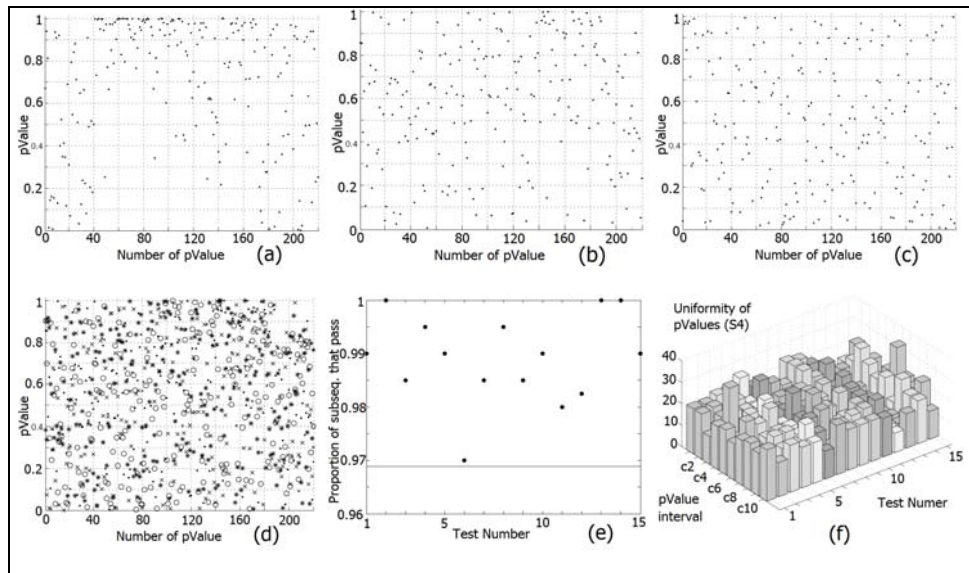 1
0.8
0.6
0.4
0.2
0
pValue
0 40 80 120 160 200
Number of pValue
(a)
1
0.8
0.6
0.4
0.2
0
pValue
0 40 80 120 160 200
Number of pValue
(b)
1
0.8
0.6
0.4
0.2
0
pValue
0 40 80 120 160 200
Number of pValue
(c)
1
0.8
0.6
0.4
0.2
0
pValue
0 40 80 120 160 200
Number of pValue
(d)
1
0.99
0.98
0.97
0.96
Proportion of subseq. that pass
1 5 10 15
Test Number
(e)
Uniformity of
pValues (S4)
40
30
20
10
0
c2
c4
c6
c8
c10
pValue
interval
1
5
10
15
Test Numer
(f)